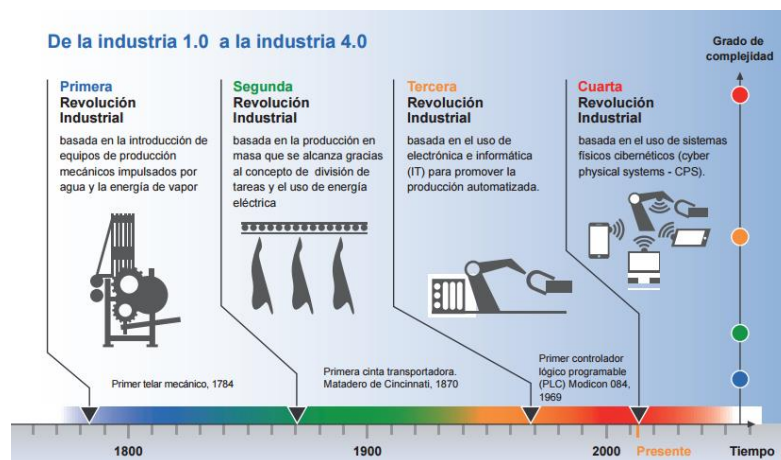 De la industria 1.0 a la industria 4.0
Grado de
complejidad
Primera
Revolución
Industrial
basada en la introducción de
equipos de producción
mecánicos impulsados por
agua y la energía de vapor
Segunda
Revolución
Industrial
basada en la producción en
masa que se alcanza gracias
al concepto de división de
tareas y el uso de energía
eléctrica
Tercera
Revolución
Industrial
basada en el uso de
electrónica e informática
(IT) para promover la
producción automatizada.
Cuarta
Revolución
Industrial
basada en el uso de sistemas
físicos cibernéticos (cyber
physical systems - CPS).
Primer telar mecánico, 1784
Primera cinta transportadora.
Matadero de Cincinnati, 1870
Primer controlador
lógico programable
(PLC) Modicon 084,
1969
1800
1900
2000
Presente
Tiempo